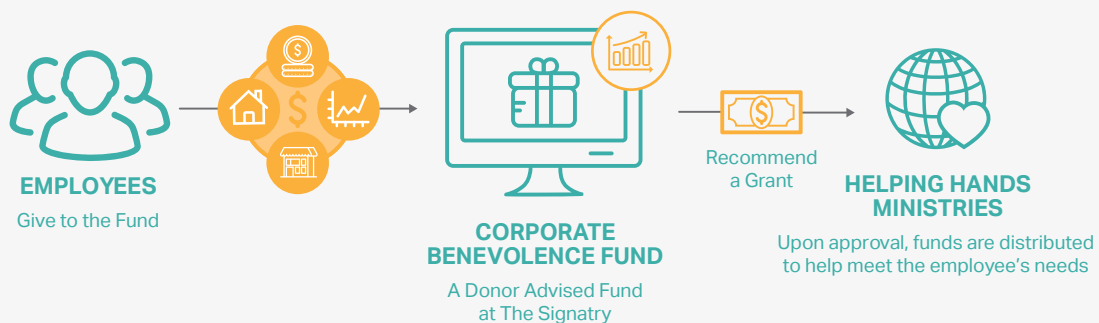 EMPLOYEES
Give to the Fund
$
$
CORPORATE
BENEVOLENCE FUND
A Donor Advised Fund
at The Signatry
$
Recommend
a Grant
HELPING HANDS
MINISTRIES
Upon approval, funds are distributed
to help meet the employee's needs